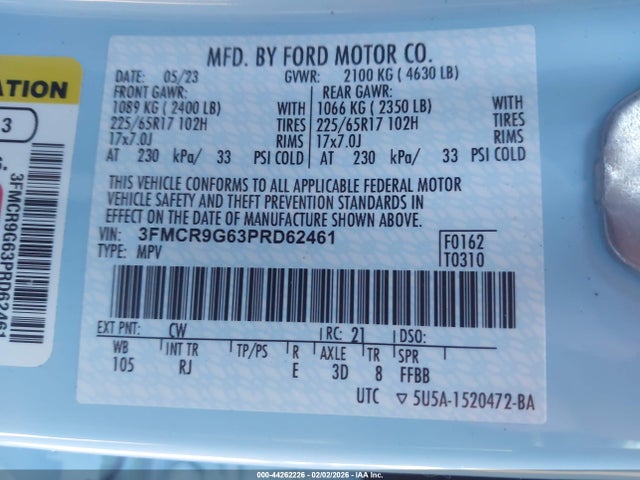 MFD. BY FORD MOTOR CO.
DATE: 05/23 GVWR: 2100 KG ( 4630 LB)
FRONT GAWR: REAR GAWR:
1089 KG ( 2400 LB) WITH 1066 KG ( 2350 LB) WITH
225/65R17 102H TIRES 225/65R17 102H TIRES
17x7.0J RIMS 17x7.0J RIMS
AT 230 kPa/ 33 PSI COLD AT 230 kPa/ 33 PSI COLD
THIS VEHICLE CONFORMS TO ALL APPLICABLE FEDERAL MOTOR
VEHICLE SAFETY AND THEFT PREVENTION STANDARDS IN
EFFECT ON THE DATE OF MANUFACTURE SHOWN ABOVE.
VIN: 3FMCR9G63PRD62461 F0162
TYPE: MPV T0310
EXT PNT: CW RC: 21 DSO:
WB INT TR TP/PS R AXLE TR SPR
105 RJ E 3D 8 FFBB
UTC ▽5U5A-1520472-BA
ATION
3
3FMCR9G63PRD62461
000-44262226 - 02/02/2026 - IAA Inc. Copyright